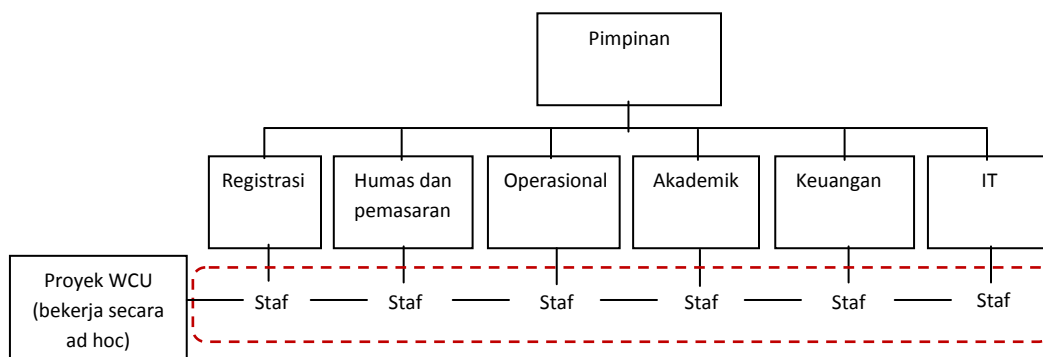 Pimpinan
Registrasi
Humas dan
pemasaran
Operasional
Akademik
Keuangan
IT
Proyek WCU
(bekerja secara
ad hoc)
Staf
Staf
Staf
Staf
Staf
Staf